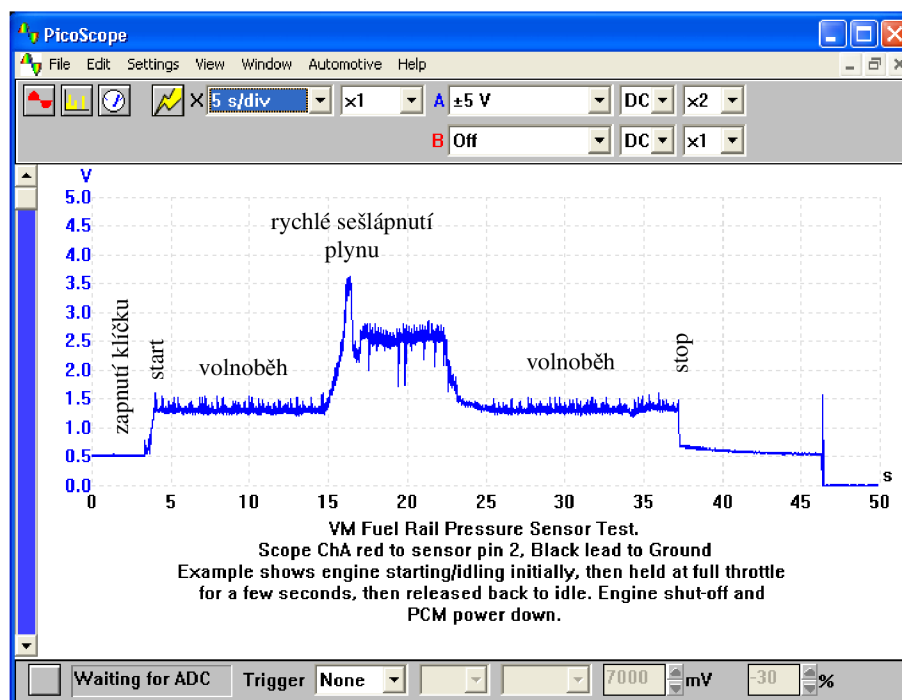 PicoScope
File Edit Settings View Window Automotive Help
X 5 s/div x1 A ±5 V DC x2
B Off DC x1
V
5.0
4.5
4.0
3.5
3.0
2.5
2.0
1.5
1.0
0.5
0.0
rychlé sešlápnutí
plynu
zapnutí klíčku
start
volnoběh
volnoběh
stop
s
0 5 10 15 20 25 30 35 40 45 50
VM Fuel Rail Pressure Sensor Test.
Scope ChA red to sensor pin 2, Black lead to Ground
Example shows engine starting/idling initially, then held at full throttle
for a few seconds, then released back to idle. Engine shut-off and
PCM power down.
Waiting for ADC Trigger None 7000 mV -30 %